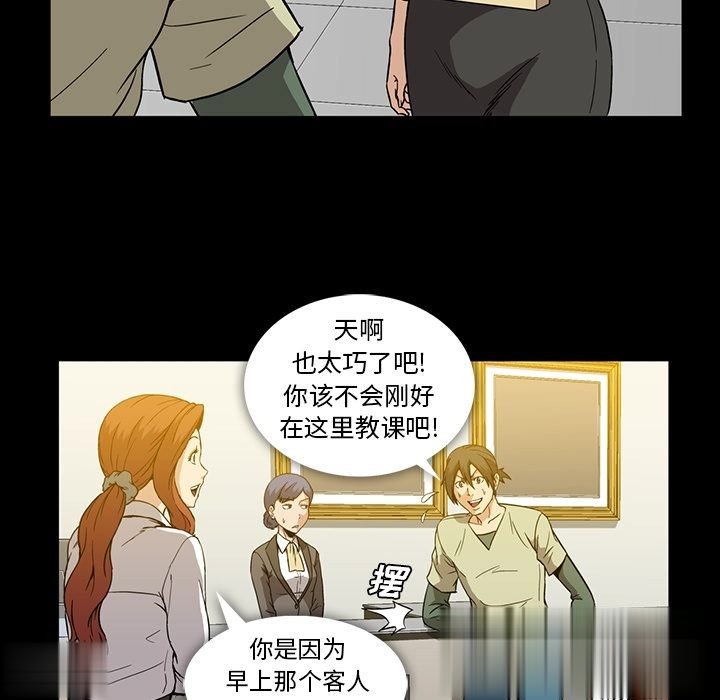 天啊
也太巧了吧!
你该不会刚好
在这里教课吧!
摆
你是因为
早上那个客人